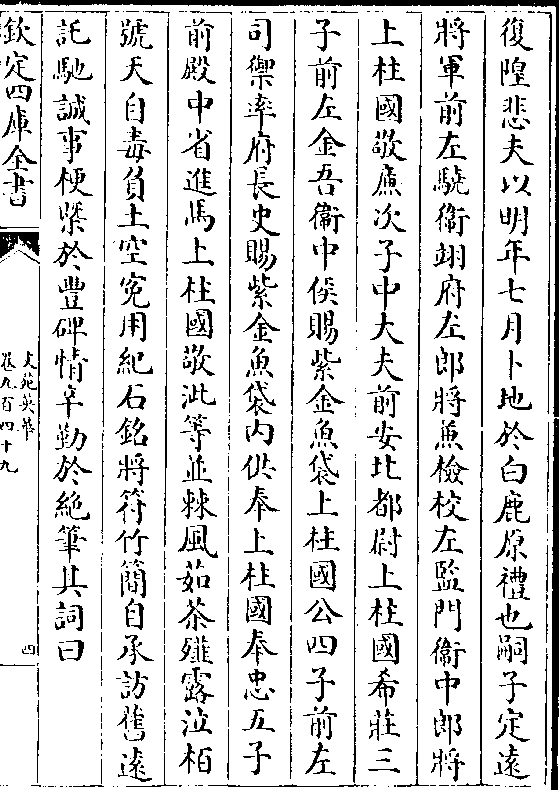 復隍悲夫以明年七月卜地於白鹿原禮也嗣子定遠
將軍前左驍衛翊府左郎將兼檢校左監門衛中郎將
上柱國敬廉次子中大夫前安北都尉上柱國希莊三
子前左金吾衛中侯賜紫金魚袋上柱國公四子前左
司禦率府長史賜紫金魚袋内供奉上柱國奉忠五子
前殿中省進馬上柱國敬泚等並棘風茹荼薤露泣栢
號天自毒負土空寃用紀石銘將符竹簡自承訪舊遠
託馳誠事梗槩於豐碑情辛勤於絶筆其詞曰
欽定四庫全書
文苑英華
卷九百四十九
四